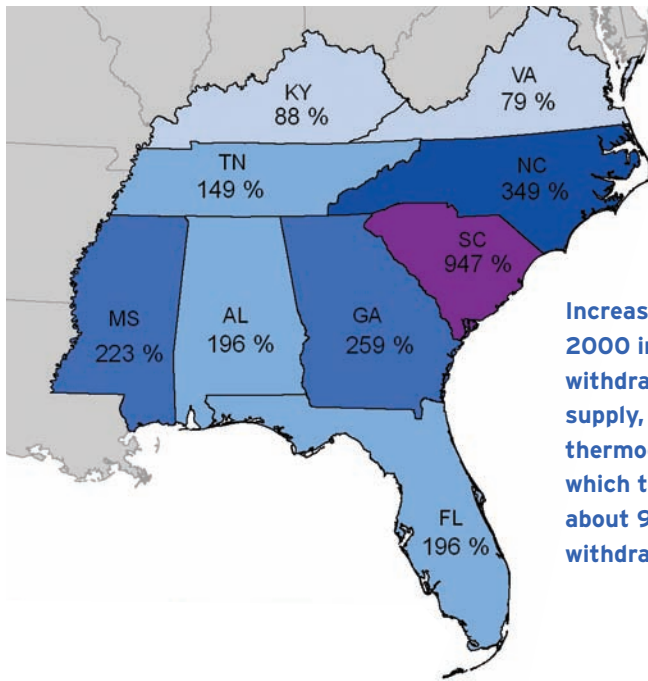 KY
88 %
VA
79 %
TN
149 %
NC
349 %
SC
947 %
MS
223 %
AL
196 %
GA
259 %
FL
196 %
Increas
2000 i
withdra
supply,
thermo
which t
about 9
withdra